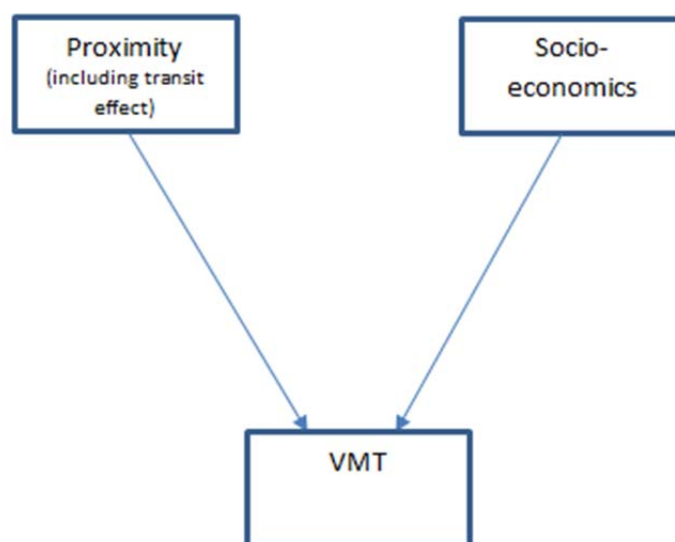 Proximity
(including transit
effect)
Socio-
economics
VMT